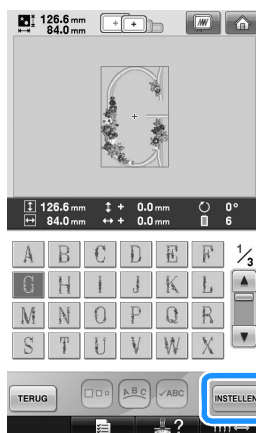 126.6 mm
84.0 mm
126.6 mm + 0.0 mm 0°
84.0 mm + 0.0 mm 6
A B C D E F 1/3
G H I J K L
M N O P Q R
S T U V W X
TERUG ABC ABC INSTELLEN
?